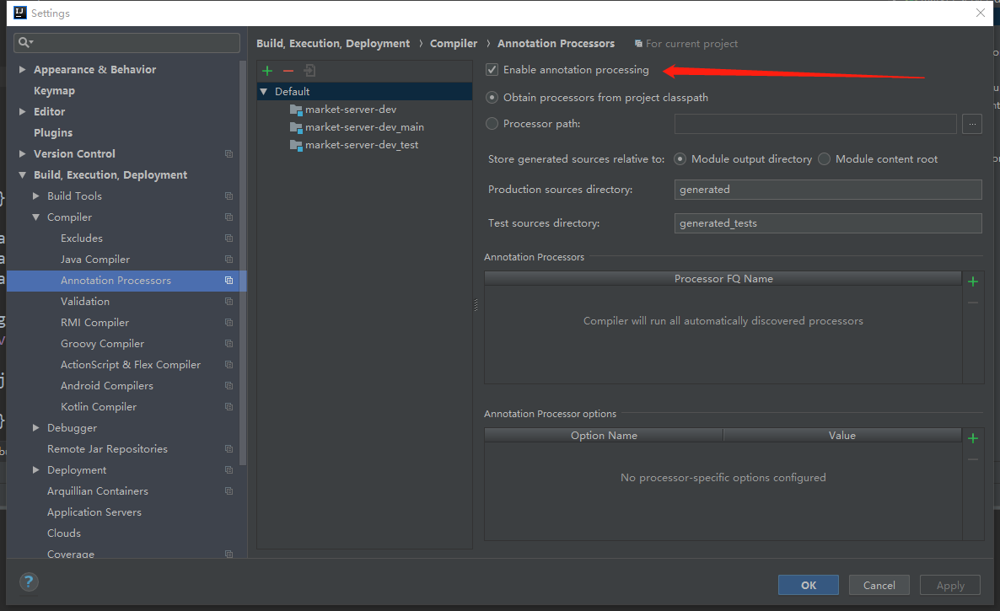 Settings
Build, Execution, Deployment › Compiler › Annotation Processors For current project
Appearance & Behavior
Keymap
Editor
Plugins
Version Control
Build, Execution, Deployment
Build Tools
Compiler
Excludes
Java Compiler
Annotation Processors
Validation
RMI Compiler
Groovy Compiler
ActionScript & Flex Compiler
Android Compilers
Kotlin Compiler
Debugger
Remote Jar Repositories
Deployment
Arquillian Containers
Application Servers
Clouds
Coverage
Default
market-server-dev
market-server-dev_main
market-server-dev_test
Enable annotation processing
Obtain processors from project classpath
Processor path:
...
Store generated sources relative to: Module output directory Module content root
Production sources directory: generated
Test sources directory: generated_tests
Annotation Processors
Processor FQ Name
Compiler will run all automatically discovered processors
Annotation Processor options
Option Name Value
No processor-specific options configured
?
OK Cancel Apply